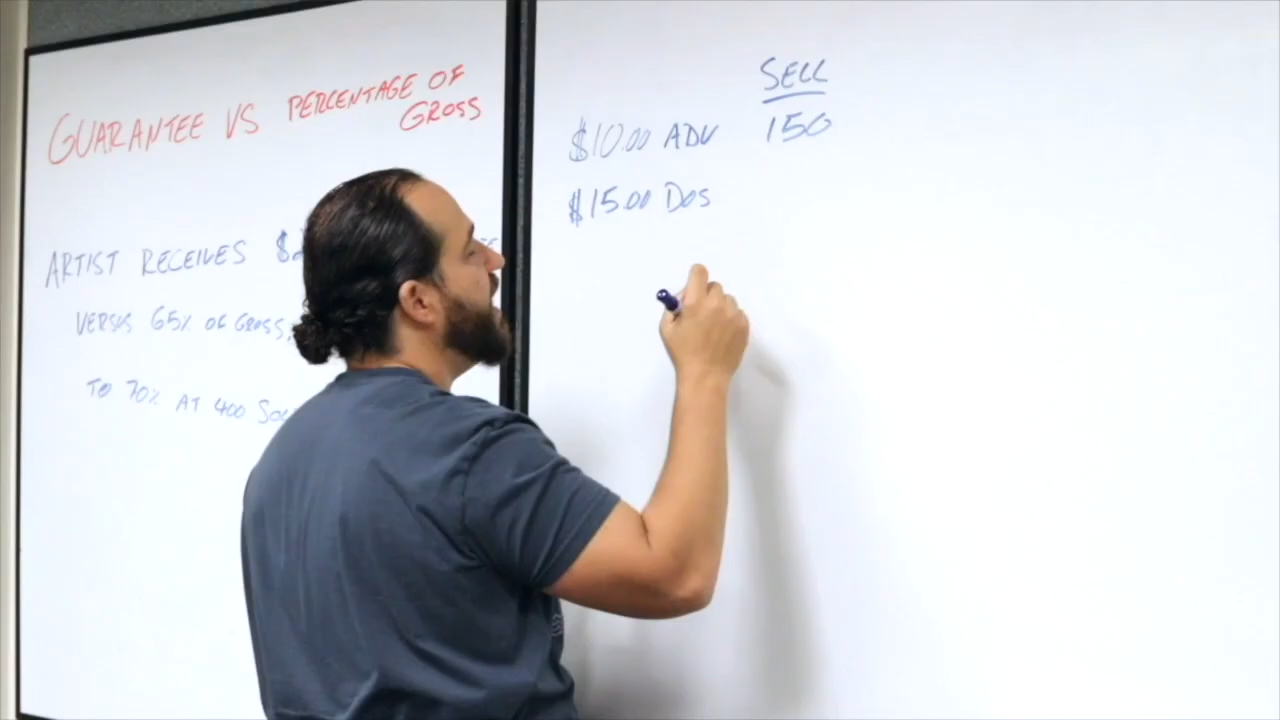 GUARANTEE VS PERCENTAGE OF
GROSS
ARTIST RECEIVES
VERSUS 65% OF GROSS,
TO 70% AT 400
SELL
$10.00 ADV 150
$15.00 DOS